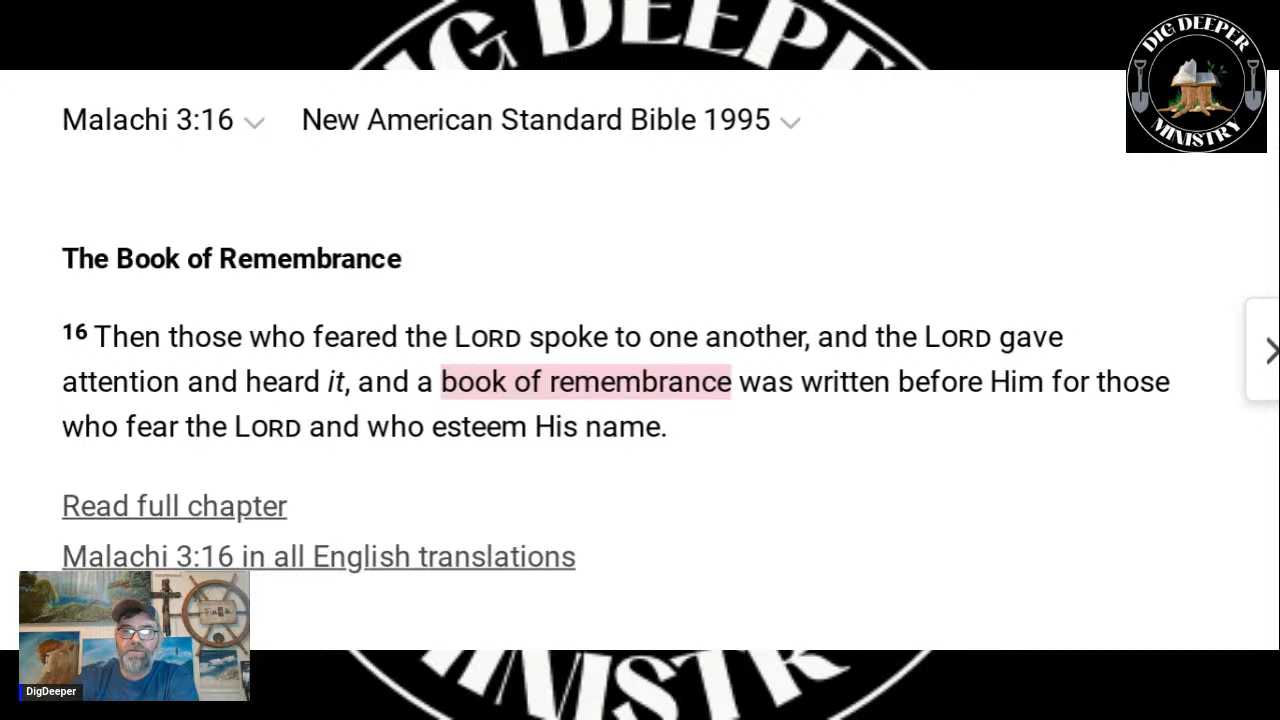 IG DEEPER
DIG DEEPER
MINISTRY
Malachi 3:16 New American Standard Bible 1995
The Book of Remembrance
16 Then those who feared the LORD spoke to one another, and the LORD gave
attention and heard it, and a book of remembrance was written before Him for those
who fear the LORD and who esteem His name.
Read full chapter
Malachi 3:16 in all English translations
DigDeeper
INISTR